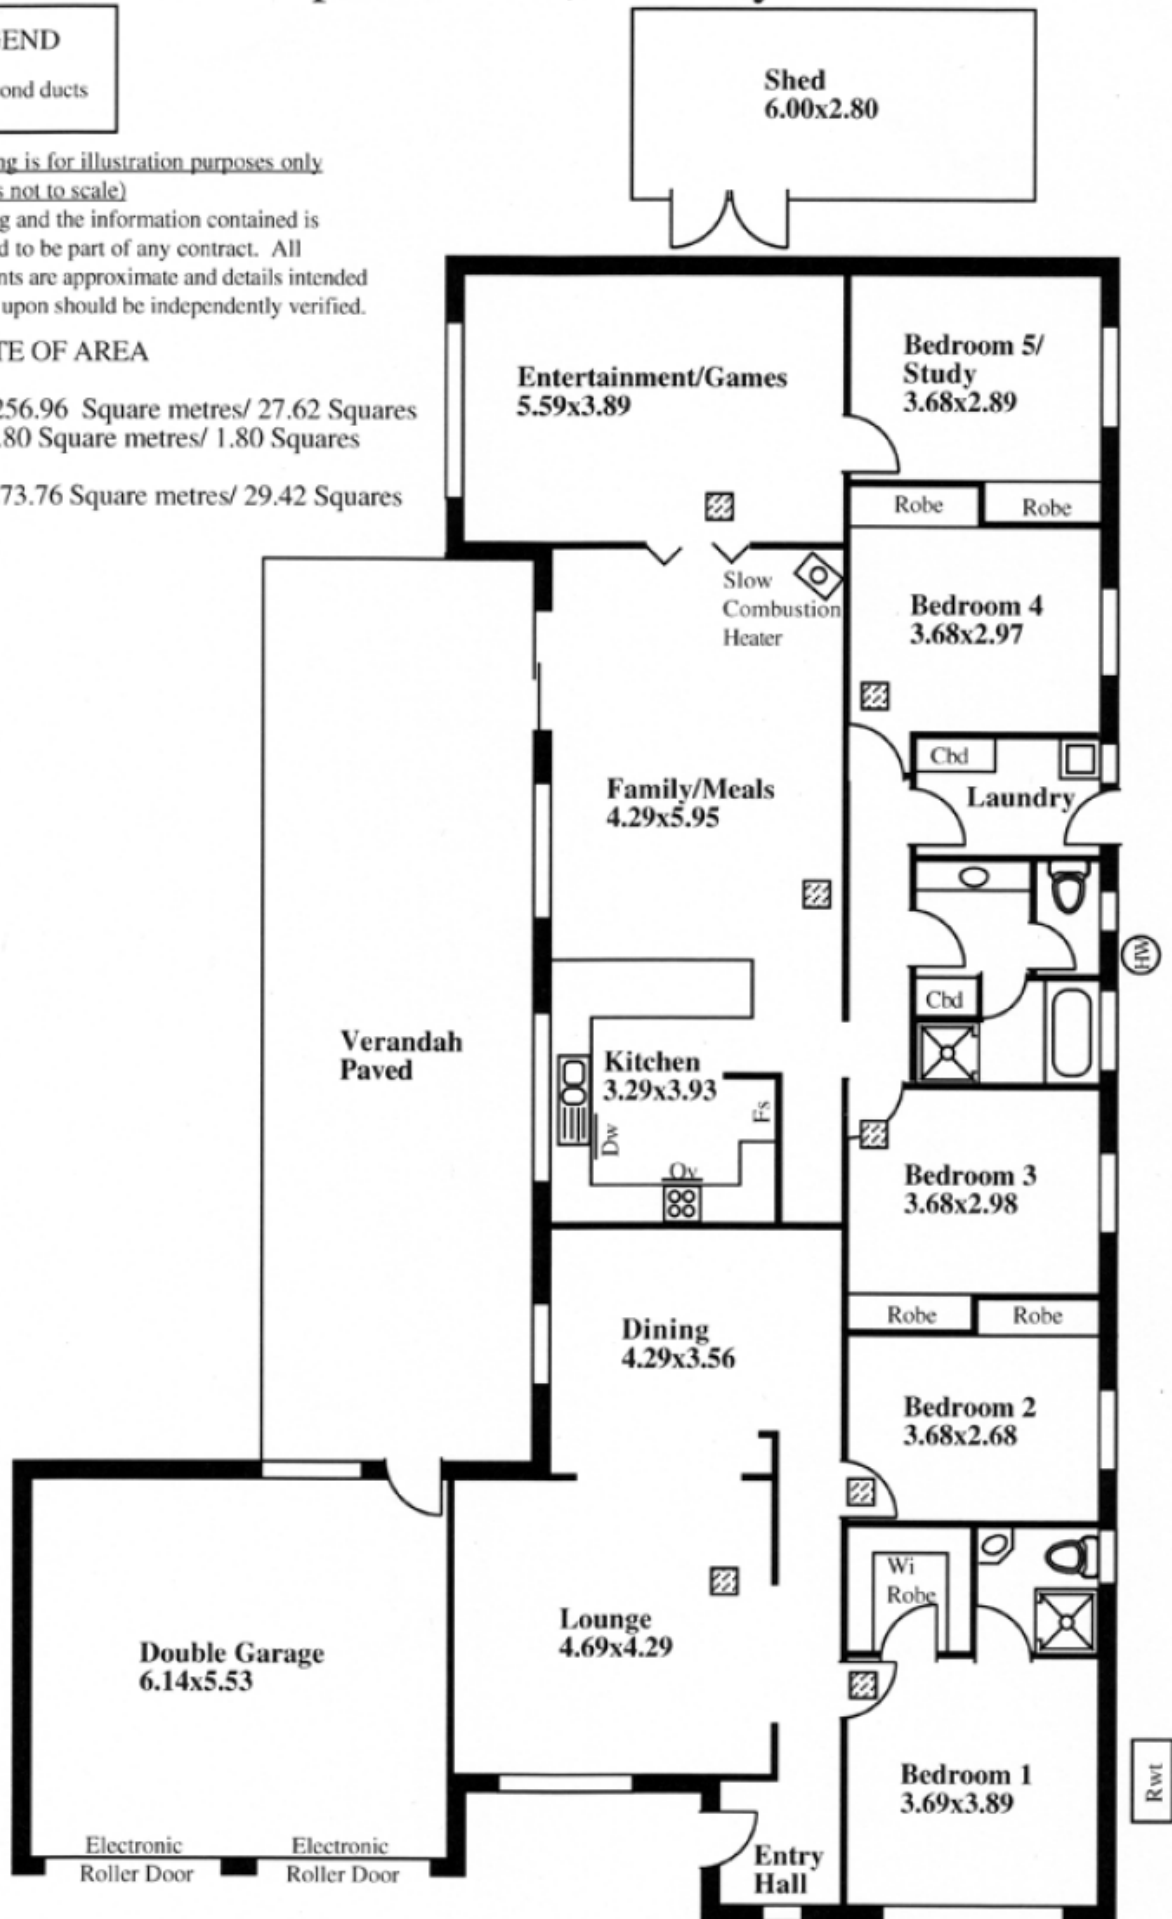 ond ducts
is for illustration purposes only
not to scale)
and the information contained is
to be part of any contract. All
are approximate and details intended
upon should be independently verified.
OF AREA
256.96 Square metres/ 27.62 Squares
.80 Square metres/ 1.80 Squares
73.76 Square metres/ 29.42 Squares
Shed
6.00x2.80
Entertainment/Games
5.59x3.89
Bedroom 5/
Study
3.68x2.89
Robe
Robe
Slow
Combustion
Heater
Bedroom 4
3.68x2.97
Cbd
Laundry
Family/Meals
4.29x5.95
HW
Cbd
Verandah
Paved
Kitchen
3.29x3.93
Fs
Dw
Ov
Bedroom 3
3.68x2.98
Robe
Robe
Dining
4.29x3.56
Bedroom 2
3.68x2.68
Wi
Robe
Lounge
4.69x4.29
Double Garage
6.14x5.53
Bedroom 1
3.69x3.89
Rwt
Electronic
Roller Door
Electronic
Roller Door
Entry
Hall